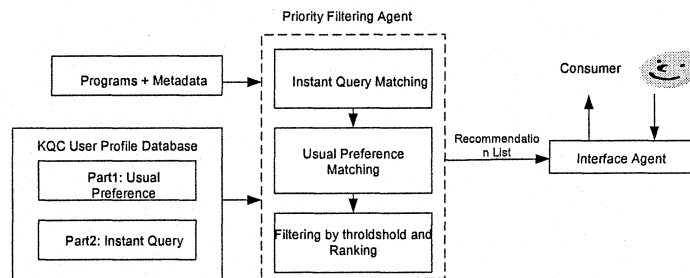 Priority Filtering Agent
Programs + Metadata
Instant Query Matching
Consumer
KQC User Profile Database
Part1: Usual
Preference
Part2: Instant Query
Usual Preference
Matching
Recommendatio
n List
Interface Agent
Filtering by throldshold and
Ranking